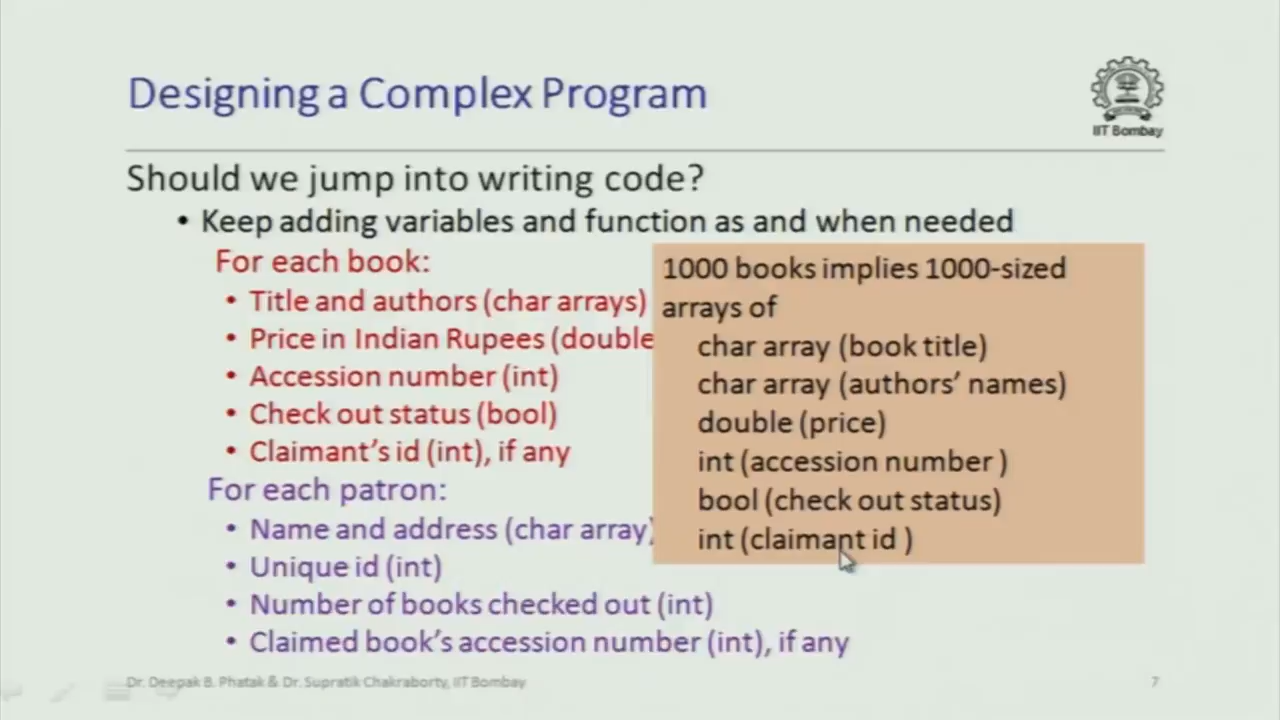 Designing a Complex Program
IIT Bombay
Should we jump into writing code?
• Keep adding variables and function as and when needed
For each book:
• Title and authors (char arrays)
• Price in Indian Rupees (double
• Accession number (int)
• Check out status (bool)
• Claimant's id (int), if any
For each patron:
• Name and address (char array)
• Unique id (int)
• Number of books checked out (int)
• Claimed book's accession number (int), if any
1000 books implies 1000-sized
arrays of
char array (book title)
char array (authors' names)
double (price)
int (accession number )
bool (check out status)
int (claimant id )
Dr. Deepak B. Phatak & Dr. Supratik Chakraborty, IIT Bombay
7